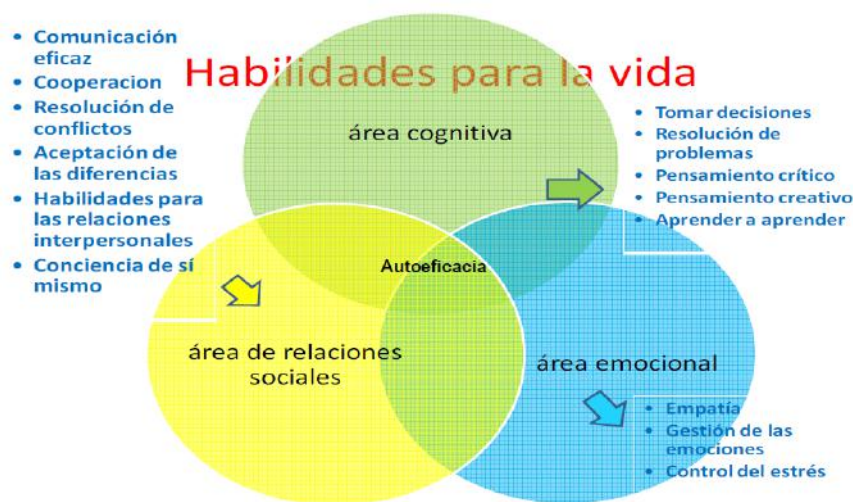 Habilidades para la vida
• Comunicación
eficaz
• Cooperacion
• Resolución de
conflictos
• Aceptación de
las diferencias
• Habilidades para
las relaciones
interpersonales
• Conciencia de sí
mismo
área cognitiva
• Tomar decisiones
• Resolución de
problemas
• Pensamiento crítico
• Pensamiento creativo
• Aprender a aprender
Autoeficacia
área de relaciones
sociales
área emocional
• Empatía
• Gestión de las
emociones
• Control del estrés